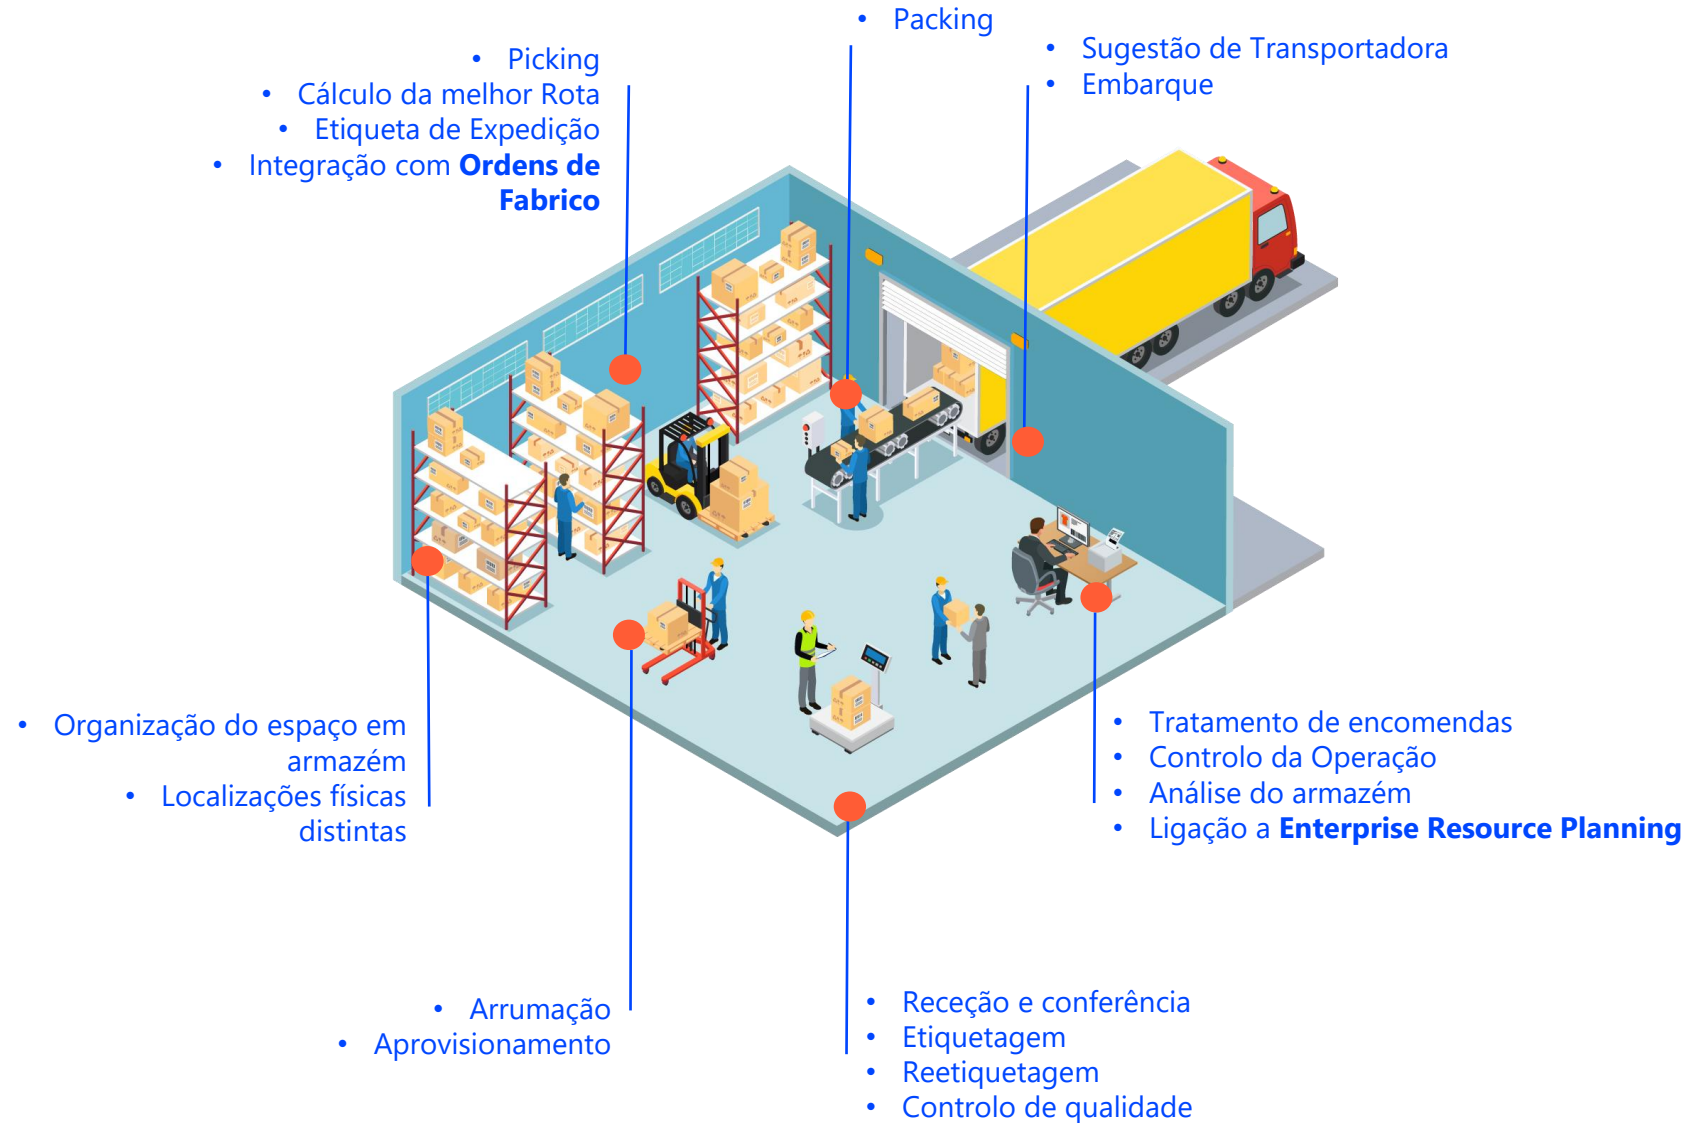 • Packing
• Picking
• Cálculo da melhor Rota
• Etiqueta de Expedição
• Integração com Ordens de
Fabrico
• Sugestão de Transportadora
• Embarque
• Organização do espaço em
armazém
• Localizações físicas
distintas
• Tratamento de encomendas
• Controlo da Operação
• Análise do armazém
• Ligação a Enterprise Resource Planning
• Arrumação
• Aprovisionamento
• Receção e conferência
• Etiquetagem
• Reetiquetagem
• Controlo de qualidade